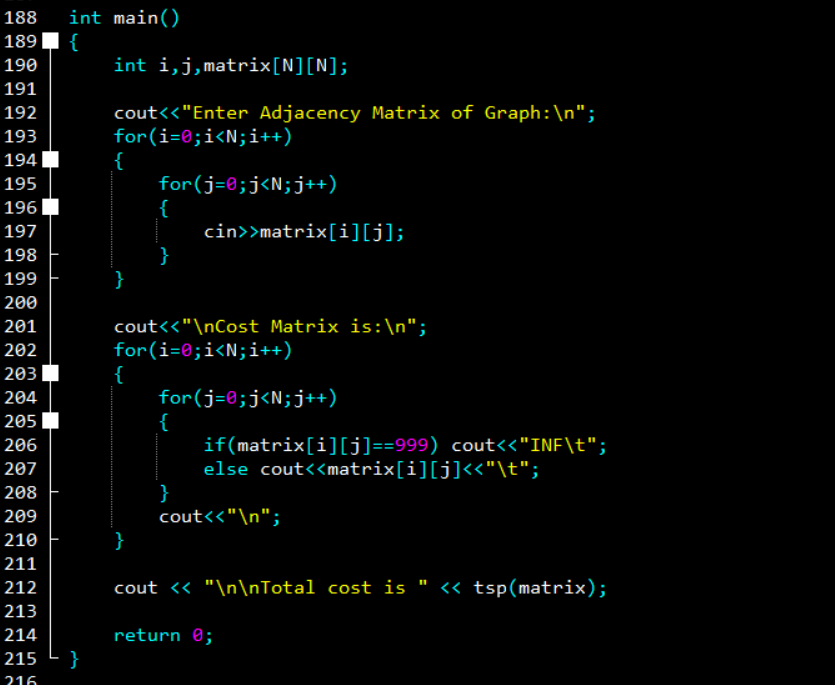 188 int main()
189 {
190 int i,j,matrix[N][N];
191
192 cout<<"Enter Adjacency Matrix of Graph:\n";
193 for(i=0;i<N;i++)
194 {
195 for(j=0;j<N;j++)
196 {
197 cin>>matrix[i][j];
198 }
199 }
200
201 cout<<"\nCost Matrix is:\n";
202 for(i=0;i<N;i++)
203 {
204 for(j=0;j<N;j++)
205 {
206 if(matrix[i][j]==999) cout<<"INF\t";
207 else cout<<matrix[i][j]<<"\t";
208 }
209 cout<<"\n";
210 }
211
212 cout << "\n\nTotal cost is " << tsp(matrix);
213
214 return 0;
215 }
216